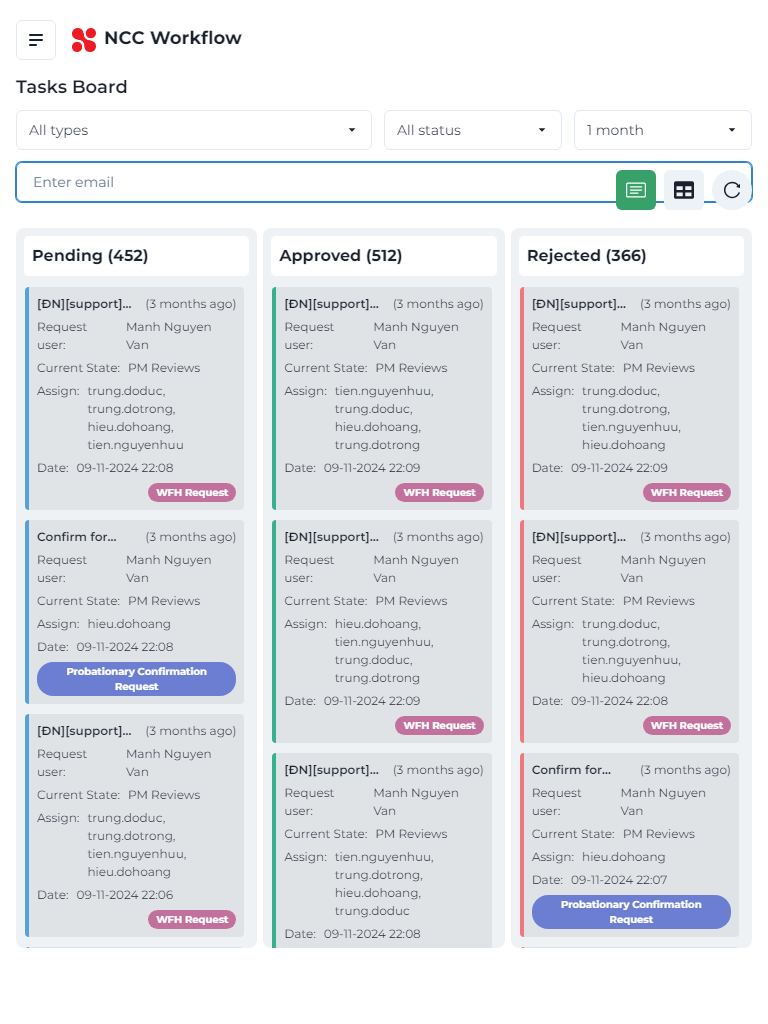 NCC Workflow
Tasks Board
All types
All status
1 month
Enter email
Pending (452)
[ĐN][support]... (3 months ago)
Request user: Manh Nguyen Van
Current State: PM Reviews
Assign: trung.doduc,
trung.dotrong,
hieu.dohoang,
tien.nguyenhuu
Date: 09-11-2024 22:08
WFH Request
Confirm for... (3 months ago)
Request user: Manh Nguyen Van
Current State: PM Reviews
Assign: hieu.dohoang
Date: 09-11-2024 22:08
Probationary Confirmation
Request
[ĐN][support]... (3 months ago)
Request user: Manh Nguyen Van
Current State: PM Reviews
Assign: trung.doduc,
trung.dotrong,
tien.nguyenhuu,
hieu.dohoang
Date: 09-11-2024 22:06
WFH Request
Approved (512)
[ĐN][support]... (3 months ago)
Request user: Manh Nguyen Van
Current State: PM Reviews
Assign: tien.nguyenhuu,
trung.doduc,
hieu.dohoang,
trung.dotrong
Date: 09-11-2024 22:09
WFH Request
[ĐN][support]... (3 months ago)
Request user: Manh Nguyen Van
Current State: PM Reviews
Assign: hieu.dohoang,
tien.nguyenhuu,
trung.doduc,
trung.dotrong
Date: 09-11-2024 22:09
WFH Request
[ĐN][support]... (3 months ago)
Request user: Manh Nguyen Van
Current State: PM Reviews
Assign: tien.nguyenhuu,
trung.dotrong,
hieu.dohoang,
trung.doduc
Date: 09-11-2024 22:08
Rejected (366)
[ĐN][support]... (3 months ago)
Request user: Manh Nguyen Van
Current State: PM Reviews
Assign: trung.doduc,
trung.dotrong,
tien.nguyenhuu,
hieu.dohoang
Date: 09-11-2024 22:09
WFH Request
[ĐN][support]... (3 months ago)
Request user: Manh Nguyen Van
Current State: PM Reviews
Assign: trung.doduc,
trung.dotrong,
tien.nguyenhuu,
hieu.dohoang
Date: 09-11-2024 22:08
WFH Request
Confirm for... (3 months ago)
Request user: Manh Nguyen Van
Current State: PM Reviews
Assign: hieu.dohoang
Date: 09-11-2024 22:07
Probationary Confirmation
Request